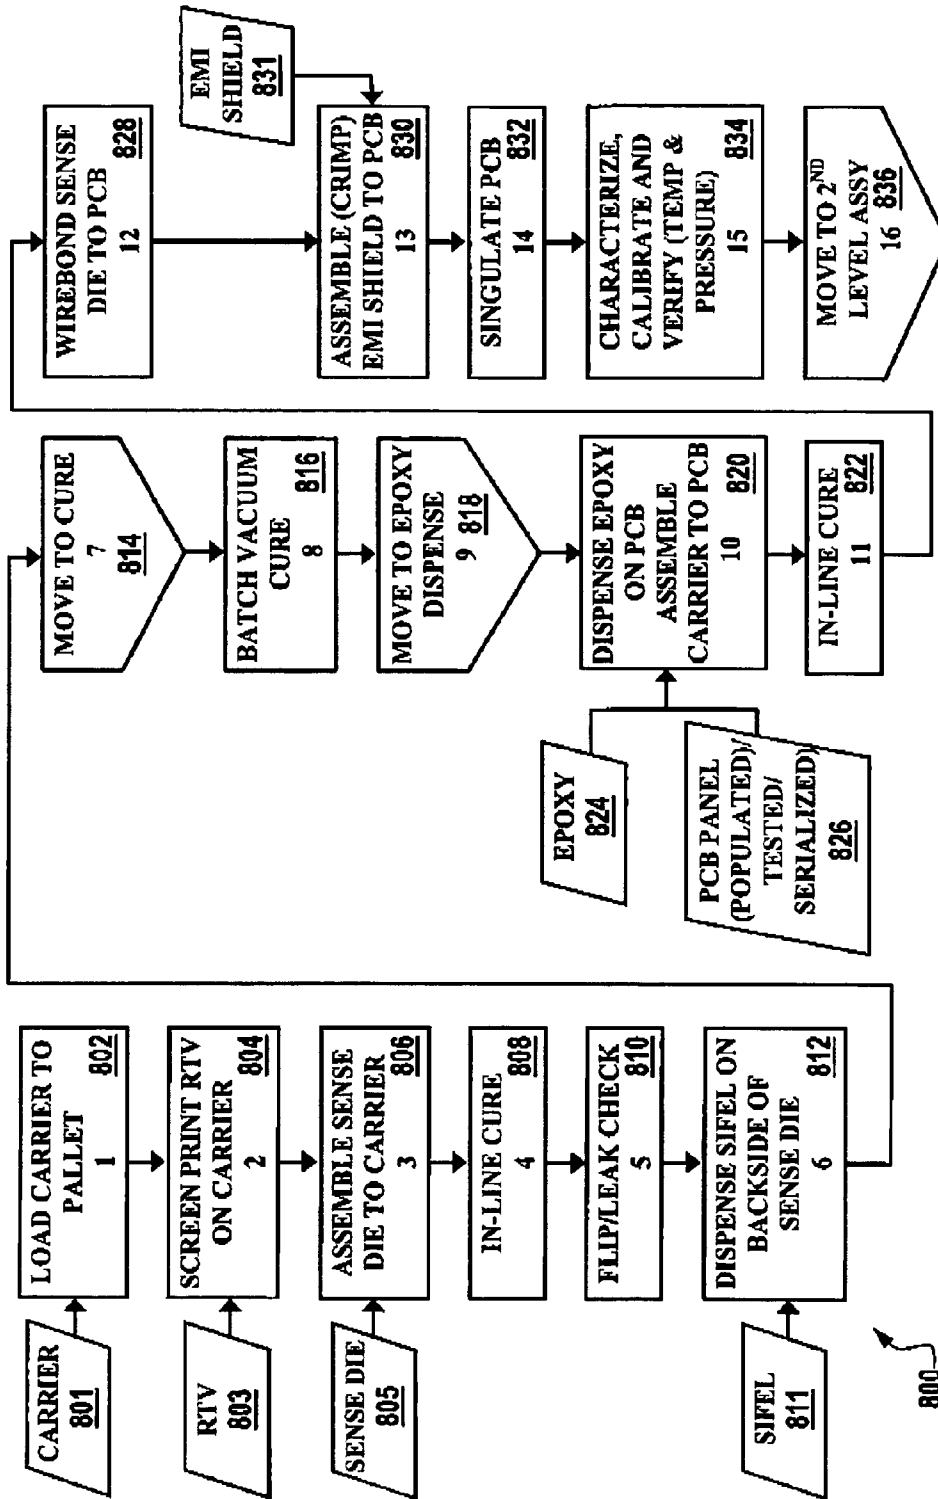 CARRIER
801
LOAD CARRIER TO
PALLET
1
802
RTV
803
SCREEN PRINT RTV
ON CARRIER
2
804
SENSE DIE
805
ASSEMBLE SENSE
DIE TO CARRIER
3
806
IN-LINE CURE
4
808
FLIP/LEAK CHECK
5
810
SIFEL
811
DISPENSE SIFEL ON
BACKSIDE OF
SENSE DIE
6
812
MOVE TO CURE
7
814
BATCH VACUUM
CURE
8
816
MOVE TO EPOXY
DISPENSE
9
818
EPOXY
824
PCB PANEL
(POPULATED)/
TESTED/
SERIALIZED)
826
DISPENSE EPOXY
ON PCB
ASSEMBLE
CARRIER TO PCB
10
820
IN-LINE CURE
11
822
WIREBOND SENSE
DIE TO PCB
12
828
EMI
SHIELD
831
ASSEMBLE (CRIMP)
EMI SHIELD TO PCB
13
830
SINGULATE PCB
14
832
CHARACTERIZE,
CALIBRATE AND
VERIFY (TEMP &
PRESSURE)
15
834
MOVE TO 2ND
LEVEL ASSY
16
836
800